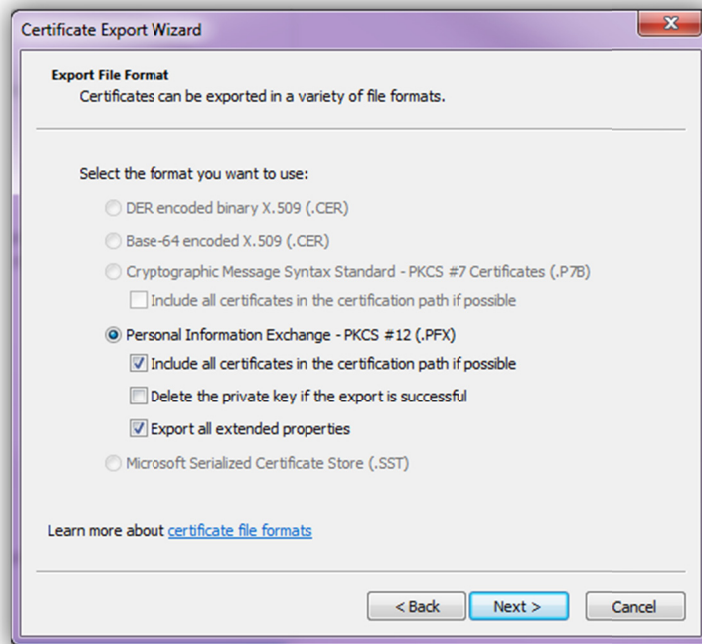 Certificate Export Wizard
Export File Format
Certificates can be exported in a variety of file formats.
Select the format you want to use:
DER encoded binary X.509 (.CER)
Base-64 encoded X.509 (.CER)
Cryptographic Message Syntax Standard - PKCS #7 Certificates (.P7B)
Include all certificates in the certification path if possible
Personal Information Exchange - PKCS #12 (.PFX)
Include all certificates in the certification path if possible
Delete the private key if the export is successful
Export all extended properties
Microsoft Serialized Certificate Store (.SST)
Learn more about certificate file formats
< Back Next > Cancel